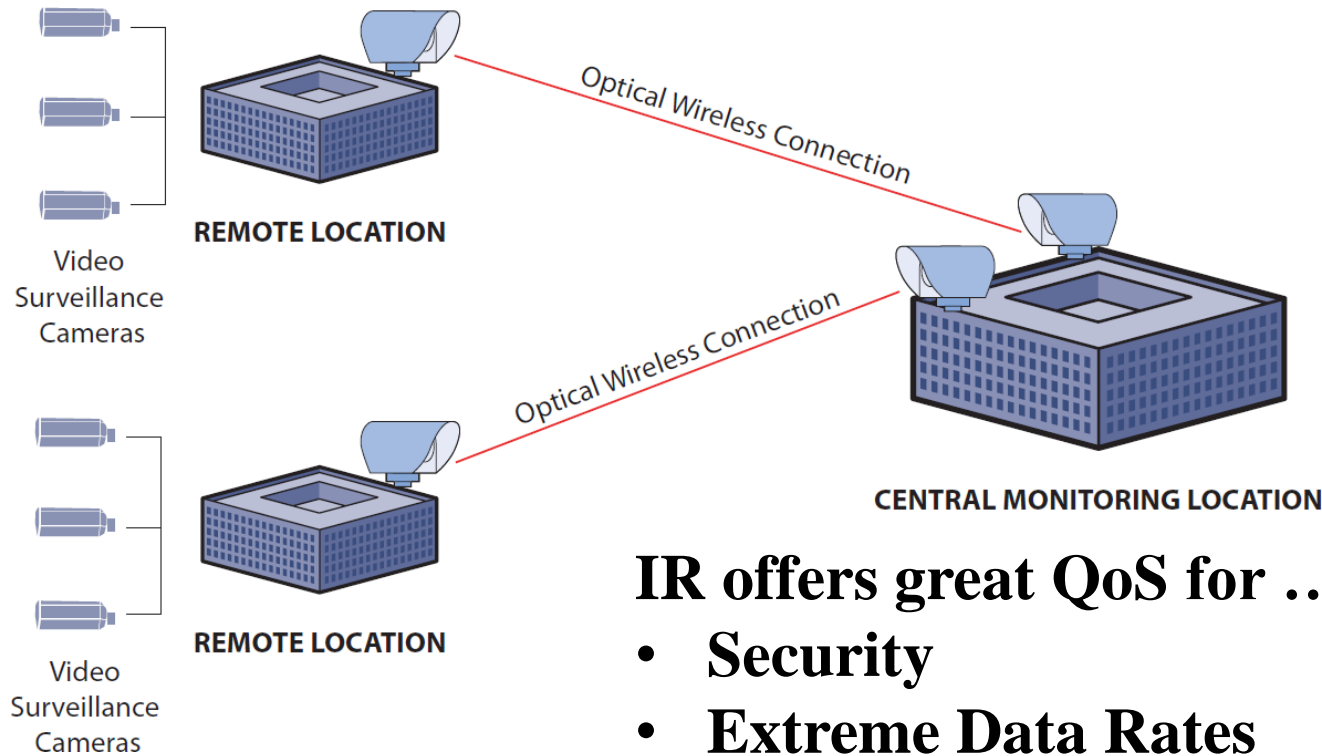 Optical Wireless Connection
REMOTE LOCATION
Video
Surveillance
Cameras
Optical Wireless Connection
CENTRAL MONITORING LOCATION
REMOTE LOCATION
Video
Surveillance
Cameras
IR offers great QoS for ..
• Security
• Extreme Data Rates